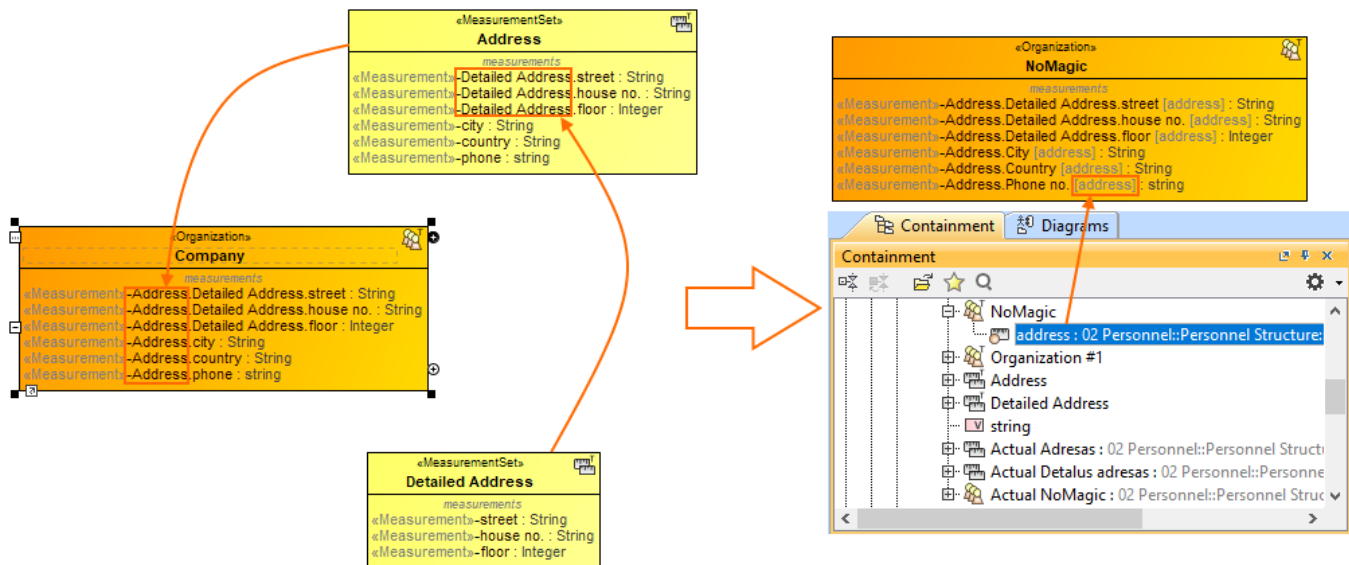 «MeasurementSet»
Address
measurements
«Measurement»-Detailed Address.street : String
«Measurement»-Detailed Address.house no. : String
«Measurement»-Detailed Address.floor : Integer
«Measurement»-city : String
«Measurement»-country : String
«Measurement»-phone : string
«Organization»
Company
measurements
«Measurement»-Address.Detailed Address.street : String
«Measurement»-Address.Detailed Address.house no. : String
«Measurement»-Address.Detailed Address.floor : Integer
«Measurement»-Address.city : String
«Measurement»-Address.country : String
«Measurement»-Address.phone : string
«MeasurementSet»
Detailed Address
measurements
«Measurement»-street : String
«Measurement»-house no. : String
«Measurement»-floor : Integer
«Organization»
NoMagic
measurements
«Measurement»-Address.Detailed Address.street [address] : String
«Measurement»-Address.Detailed Address.house no. [address] : String
«Measurement»-Address.Detailed Address.floor [address] : Integer
«Measurement»-Address.City [address] : String
«Measurement»-Address.Country [address] : String
«Measurement»-Address.Phone no. [address] : string
Containment
Diagrams
Containment
NoMagic
address : 02 Personnel::Personnel Structure:
Organization #1
Address
Detailed Address
V string
Actual Adresas : 02 Personnel::Personnel Struct
Actual Detalus adresas : 02 Personnel::Personne
Actual NoMagic : 02 Personnel::Personnel Struc